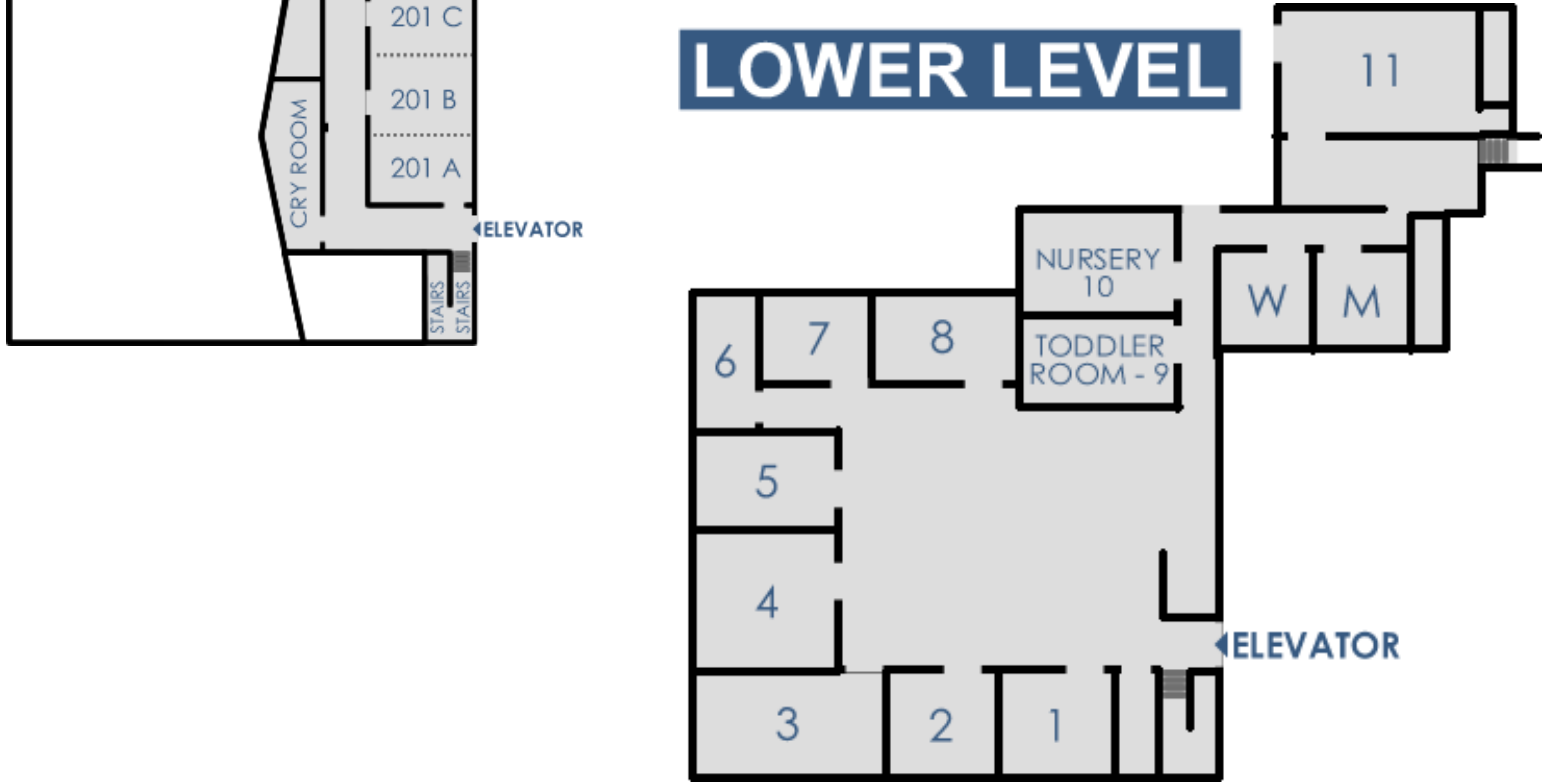 201 C
201 B
201 A
CRY ROOM
ELEVATOR
STAIRS
STAIRS
LOWER LEVEL
11
NURSERY
10
W
M
TODDLER
ROOM - 9
6
7
8
5
4
ELEVATOR
3
2
1